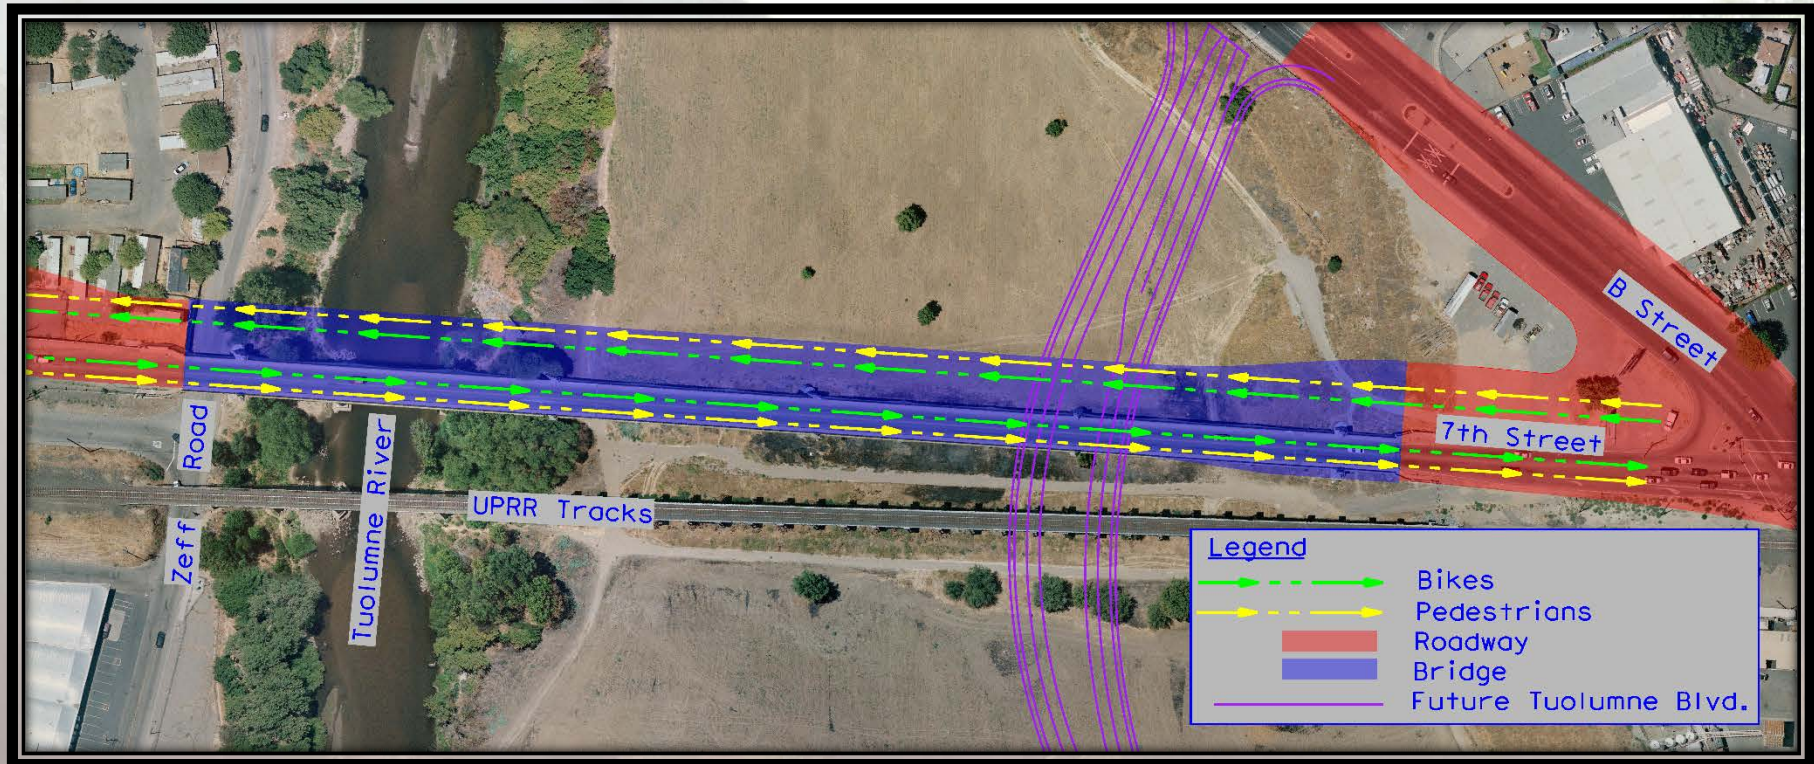 B Street
7th Street
Zeff Road
Tuolumne River
UPRR Tracks
Legend
Bikes
Pedestrians
Roadway
Bridge
Future Tuolumne Blvd.